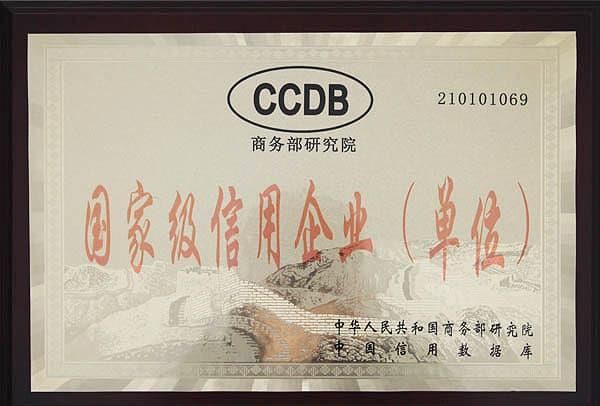 CCDB
210101069
商务部研究院
国家级信用企业（单位）
中华人民共和国商务部研究院
中国信用数据库